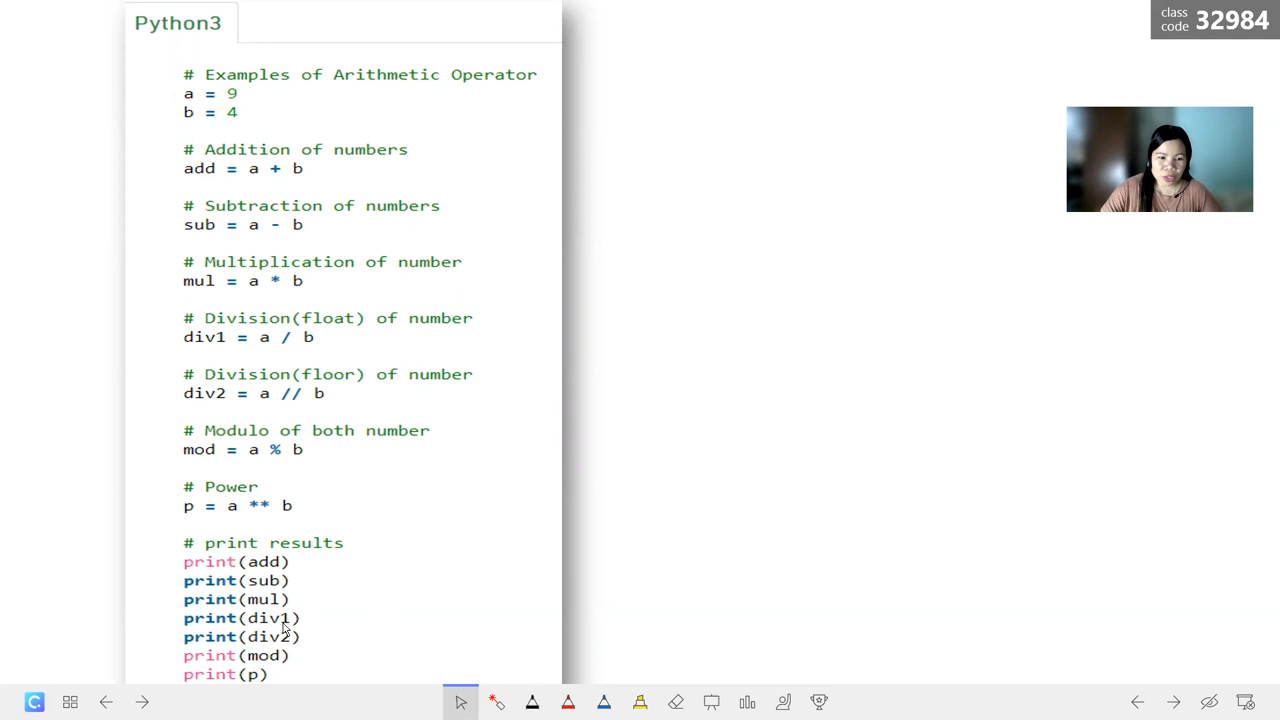 Python3
class code 32984
# Examples of Arithmetic Operator
a = 9
b = 4
# Addition of numbers
add = a + b
# Subtraction of numbers
sub = a - b
# Multiplication of number
mul = a * b
# Division(float) of number
div1 = a / b
# Division(floor) of number
div2 = a // b
# Modulo of both number
mod = a % b
# Power
p = a ** b
# print results
print(add)
print(sub)
print(mul)
print(div1)
print(div2)
print(mod)
print(p)